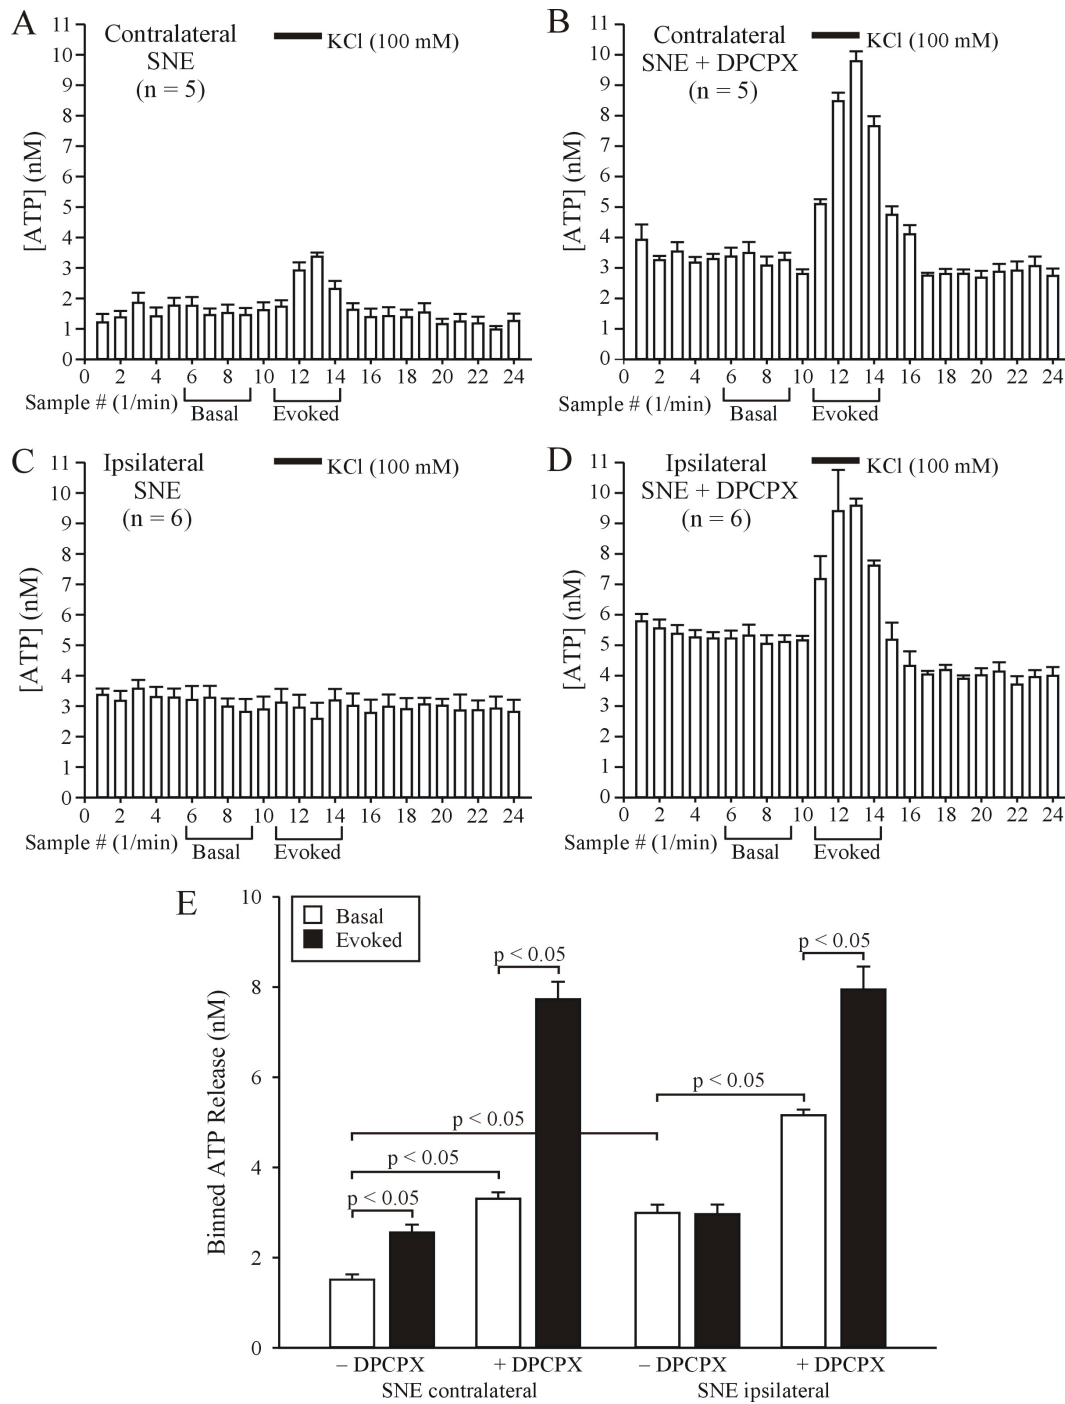 A
Contralateral
SNE
(n = 5)
KCl (100 mM)
[ATP] (nM)
11
10
9
8
7
6
5
4
3
2
1
0
0 2 4 6 8 10 12 14 16 18 20 22 24
Sample # (1/min)
Basal
Evoked
B
Contralateral
SNE + DPCPX
(n = 5)
KCl (100 mM)
[ATP] (nM)
11
10
9
8
7
6
5
4
3
2
1
0
0 2 4 6 8 10 12 14 16 18 20 22 24
Sample # (1/min)
Basal
Evoked
C
Ipsilateral
SNE
(n = 6)
KCl (100 mM)
[ATP] (nM)
11
10
9
8
7
6
5
4
3
2
1
0
0 2 4 6 8 10 12 14 16 18 20 22 24
Sample # (1/min)
Basal
Evoked
D
Ipsilateral
SNE + DPCPX
(n = 6)
KCl (100 mM)
[ATP] (nM)
11
10
9
8
7
6
5
4
3
2
1
0
0 2 4 6 8 10 12 14 16 18 20 22 24
Sample # (1/min)
Basal
Evoked
E
Basal
Evoked
Binned ATP Release (nM)
10
8
6
4
2
0
p < 0.05
p < 0.05
p < 0.05
p < 0.05
p < 0.05
p < 0.05
– DPCPX
+ DPCPX
– DPCPX
+ DPCPX
SNE contralateral
SNE ipsilateral